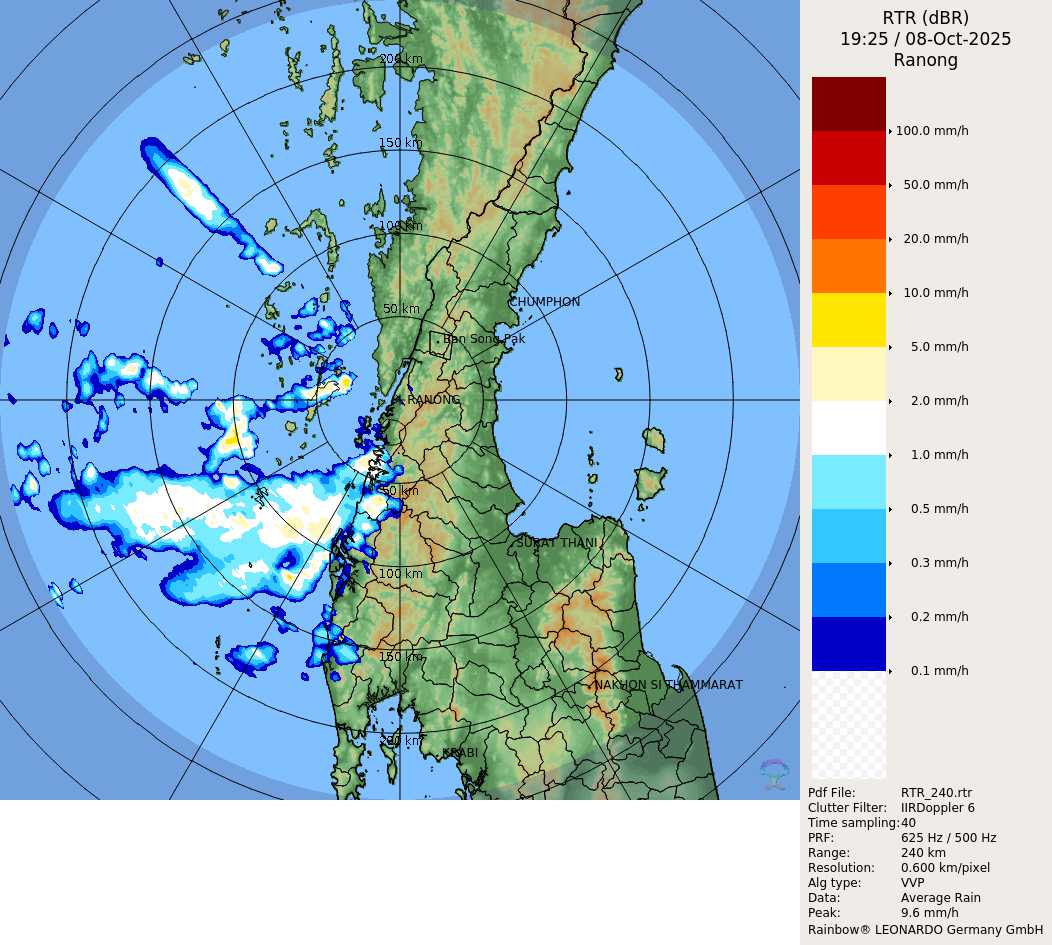 RTR (dBR)
19:25 / 08-Oct-2025
Ranong
200 km
150 km
100 km
50 km
CHUMPHON
Ban Song Pak
RANONG
50 km
SURAT THANI
100 km
150 km
NAKHON SI THAMMARAT
200 km
KRABI
100.0 mm/h
50.0 mm/h
20.0 mm/h
10.0 mm/h
5.0 mm/h
2.0 mm/h
1.0 mm/h
0.5 mm/h
0.3 mm/h
0.2 mm/h
0.1 mm/h
Pdf File: RTR_240.rtr
Clutter Filter: IIRDoppler 6
Time sampling:40
PRF: 625 Hz / 500 Hz
Range: 240 km
Resolution: 0.600 km/pixel
Alg type: VVP
Data: Average Rain
Peak: 9.6 mm/h
Rainbow® LEONARDO Germany GmbH